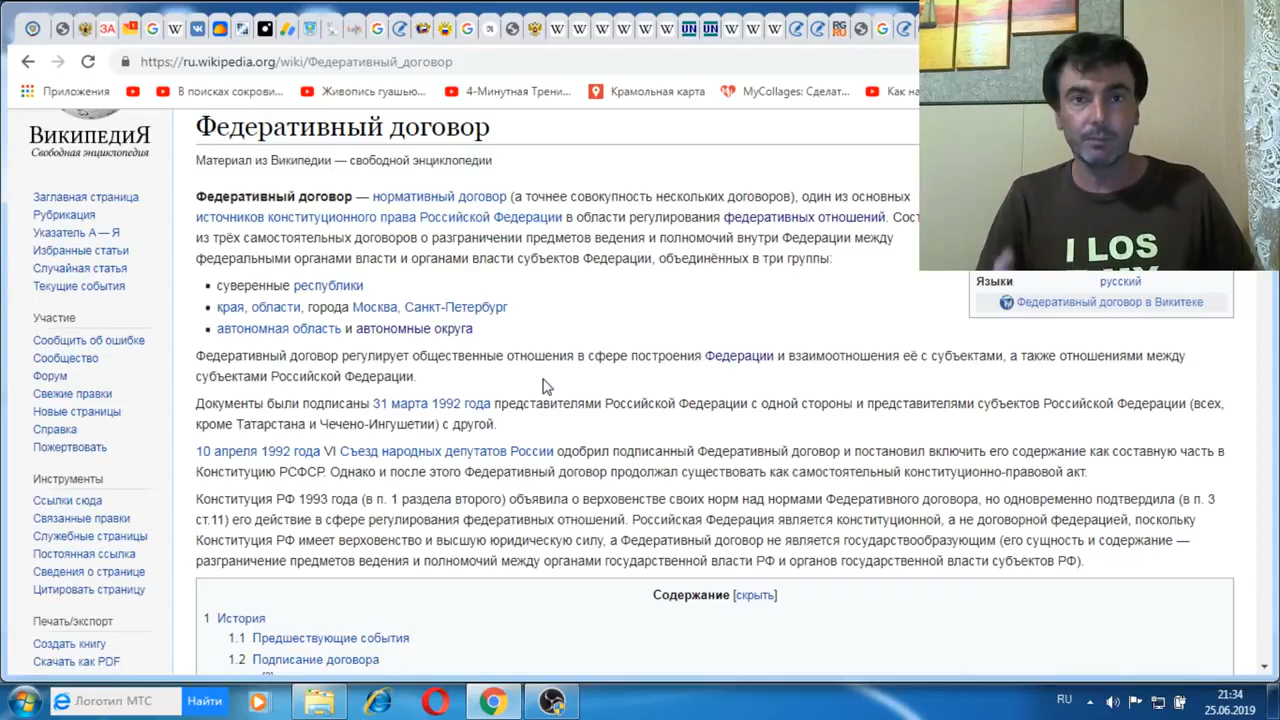 https://ru.wikipedia.org/wiki/Федеративный_договор
Приложения
В поисках сокрови...
Живопись гуашью...
4-Минутная Трени...
Крамольная карта
MyCollages: Сделат...
Как на
ВИКИПЕДИЯ
Свободная энциклопедия
Заглавная страница
Рубрикация
Указатель А — Я
Избранные статьи
Случайная статья
Текущие события
Участие
Сообщить об ошибке
Сообщество
Форум
Свежие правки
Новые страницы
Справка
Пожертвовать
Инструменты
Ссылки сюда
Связанные правки
Служебные страницы
Постоянная ссылка
Сведения о странице
Цитировать страницу
Печать/экспорт
Создать книгу
Скачать как PDF
Федеративный договор
Материал из Википедии — свободной энциклопедии
Федеративный договор — нормативный договор (а точнее совокупность нескольких договоров), один из основных
источников конституционного права Российской Федерации в области регулирования федеративных отношений. Сост
из трёх самостоятельных договоров о разграничении предметов ведения и полномочий внутри Федерации между
федеральными органами власти и органами власти субъектов Федерации, объединённых в три группы:
• суверенные республики
• края, области, города Москва, Санкт-Петербург
• автономная область и автономные округа
Федеративный договор регулирует общественные отношения в сфере построения Федерации и взаимоотношения её с субъектами, а также отношениями между
субъектами Российской Федерации.
Документы были подписаны 31 марта 1992 года представителями Российской Федерации с одной стороны и представителями субъектов Российской Федерации (всех,
кроме Татарстана и Чечено-Ингушетии) с другой.
10 апреля 1992 года VI Съезд народных депутатов России одобрил подписанный Федеративный договор и постановил включить его содержание как составную часть в
Конституцию РСФСР. Однако и после этого Федеративный договор продолжал существовать как самостоятельный конституционно-правовой акт.
Конституция РФ 1993 года (в п. 1 раздела второго) объявила о верховенстве своих норм над нормами Федеративного договора, но одновременно подтвердила (в п. 3
ст.11) его действие в сфере регулирования федеративных отношений. Российская Федерация является конституционной, а не договорной федерацией, поскольку
Конституция РФ имеет верховенство и высшую юридическую силу, а Федеративный договор не является государствообразующим (его сущность и содержание —
разграничение предметов ведения и полномочий между органами государственной власти РФ и органов государственной власти субъектов РФ).
Содержание [скрыть]
1 История
1.1 Предшествующие события
1.2 Подписание договора
Языки русский
Федеративный договор в Викитеке
I LOS
Логотип МТС
Найти
RU
21:34
25.06.2019